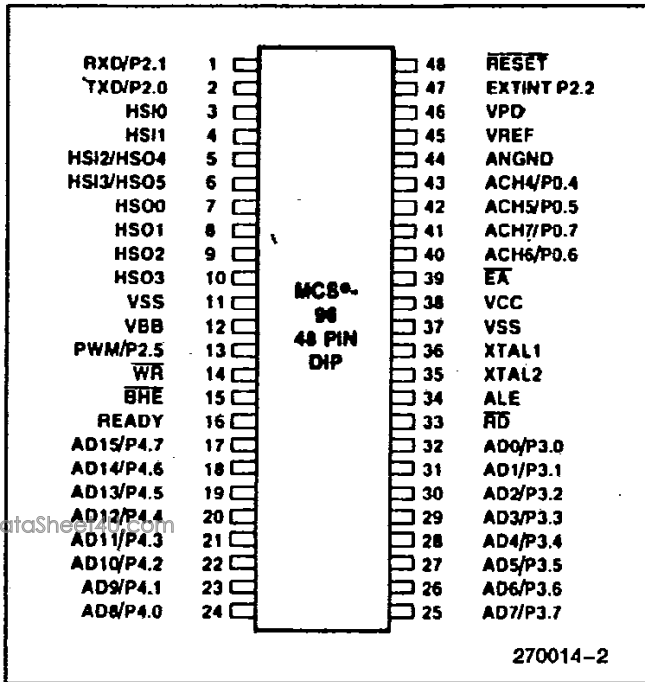 RXD/P2.1 1
TXD/P2.0 2
HSI0 3
HSI1 4
HSI2/HSO4 5
HSI3/HSO5 6
HSO0 7
HSO1 8
HSO2 9
HSO3 10
VSS 11
VBB 12
PWM/P2.5 13
WR 14
BHE 15
READY 16
AD15/P4.7 17
AD14/P4.6 18
AD13/P4.5 19
AD12/P4.4 20
AD11/P4.3 21
AD10/P4.2 22
AD9/P4.1 23
AD8/P4.0 24
ataSheet4U.com
MCS®-
96
48 PIN
DIP
48 RESET
47 EXTINT P2.2
46 VPD
45 VREF
44 ANGND
43 ACH4/P0.4
42 ACH5/P0.5
41 ACH7/P0.7
40 ACH6/P0.6
39 EA
38 VCC
37 VSS
36 XTAL1
35 XTAL2
34 ALE
33 RD
32 AD0/P3.0
31 AD1/P3.1
30 AD2/P3.2
29 AD3/P3.3
28 AD4/P3.4
27 AD5/P3.5
26 AD6/P3.6
25 AD7/P3.7
270014-2